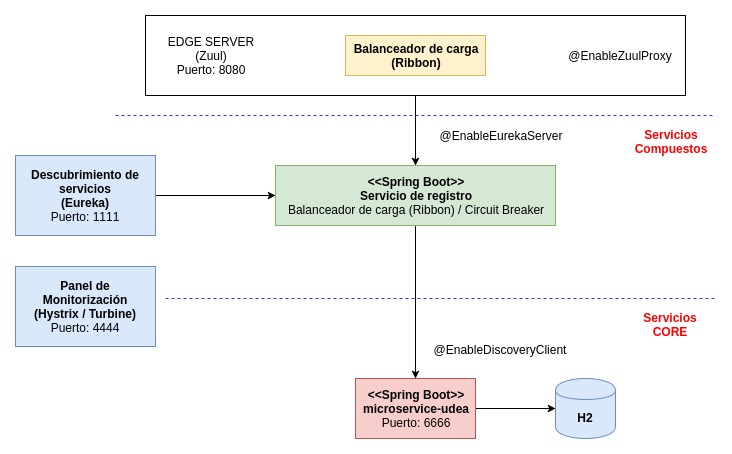 EDGE SERVER
(Zuul)
Puerto: 8080
Balanceador de carga
(Ribbon)
@EnableZuulProxy
@EnableEurekaServer
Servicios
Compuestos
Descubrimiento de
servicios
(Eureka)
Puerto: 1111
<<Spring Boot>>
Servicio de registro
Balanceador de carga (Ribbon) / Circuit Breaker
Panel de
Monitorización
(Hystrix / Turbine)
Puerto: 4444
Servicios
CORE
@EnableDiscoveryClient
<<Spring Boot>>
microservice-udea
Puerto: 6666
H2